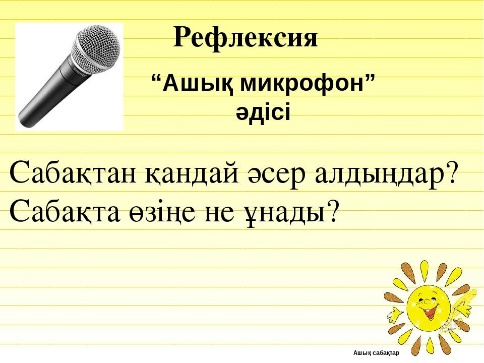 Рефлексия
“Ашық микрофон”
әдісі
Сабақтан қандай әсер алдыңдар?
Сабақта өзіңе не ұнады?
Ашық сабақтар